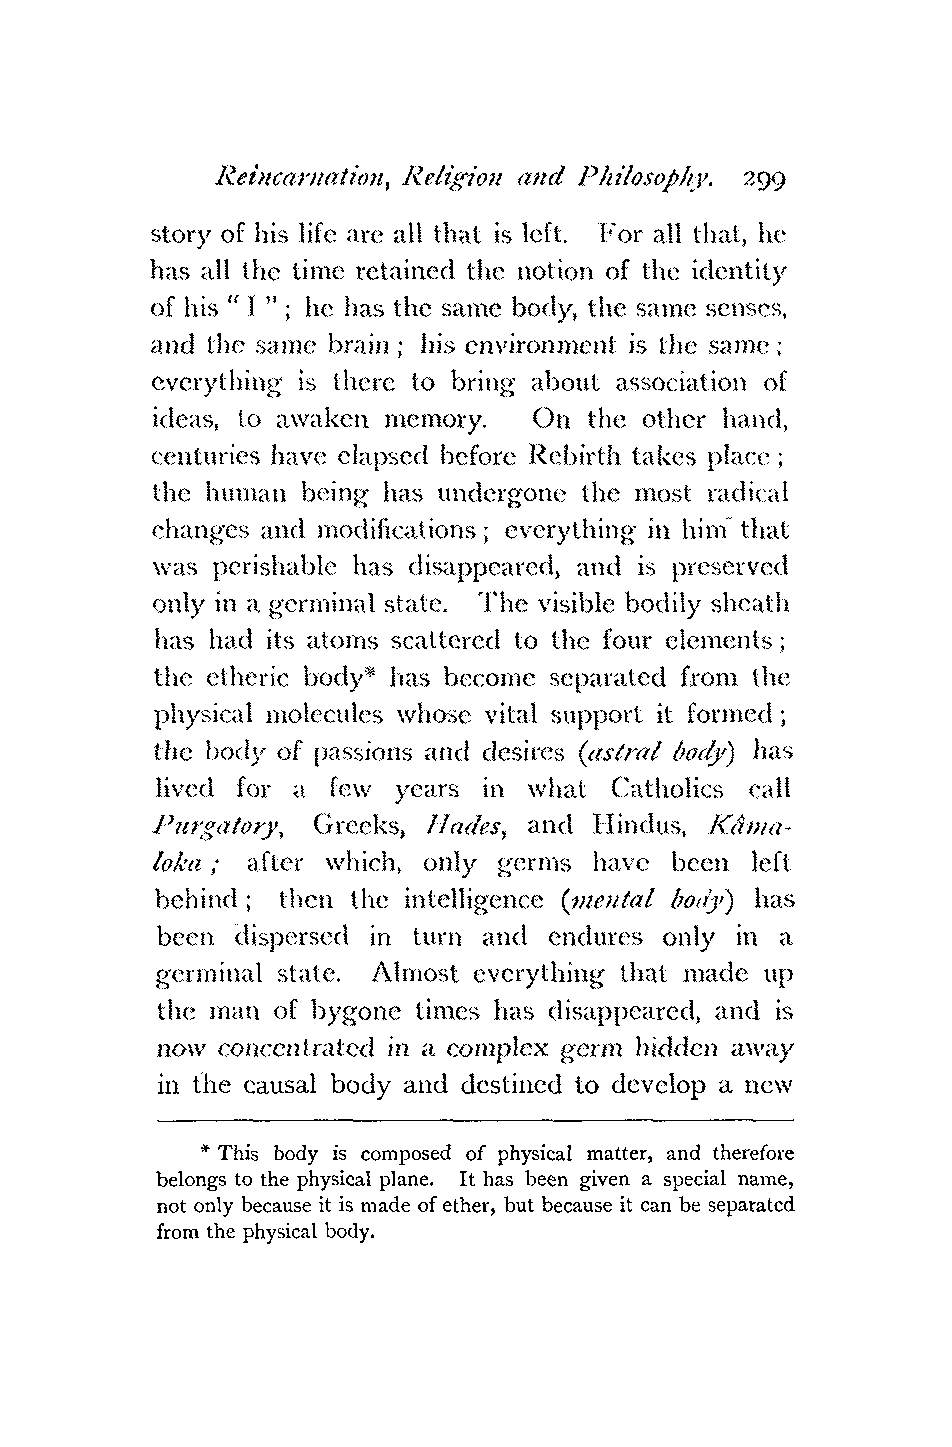 Reincarnation, Religion and Philosophy. 299
story of his life are all that is left. For all that, he
has all the time retained the notion of the identity
of his “ I ” ; he has the same body, the same senses,
and the same brain ; his environment is the same ;
everything is there to bring about association of
ideas, to awaken memory. On the other hand,
centuries have elapsed before Rebirth takes place ;
the human being has undergone the most radical
changes and modifications ; everything in him that
was perishable has disappeared, and is preserved
only in a germinal state. The visible bodily sheath
has had its atoms scattered to the four elements ;
the etheric body* has become separated from the
physical molecules whose vital support it formed ;
the body of passions and desires (astral body) has
lived for a few years in what Catholics call
Purgatory, Greeks, Hades, and Hindus, Kâma-
loka ; after which, only germs have been left
behind ; then the intelligence (mental body) has
been dispersed in turn and endures only in a
germinal state. Almost everything that made up
the man of bygone times has disappeared, and is
now concentrated in a complex germ hidden away
in the causal body and destined to develop a new
* This body is composed of physical matter, and therefore
belongs to the physical plane. It has been given a special name,
not only because it is made of ether, but because it can be separated
from the physical body.